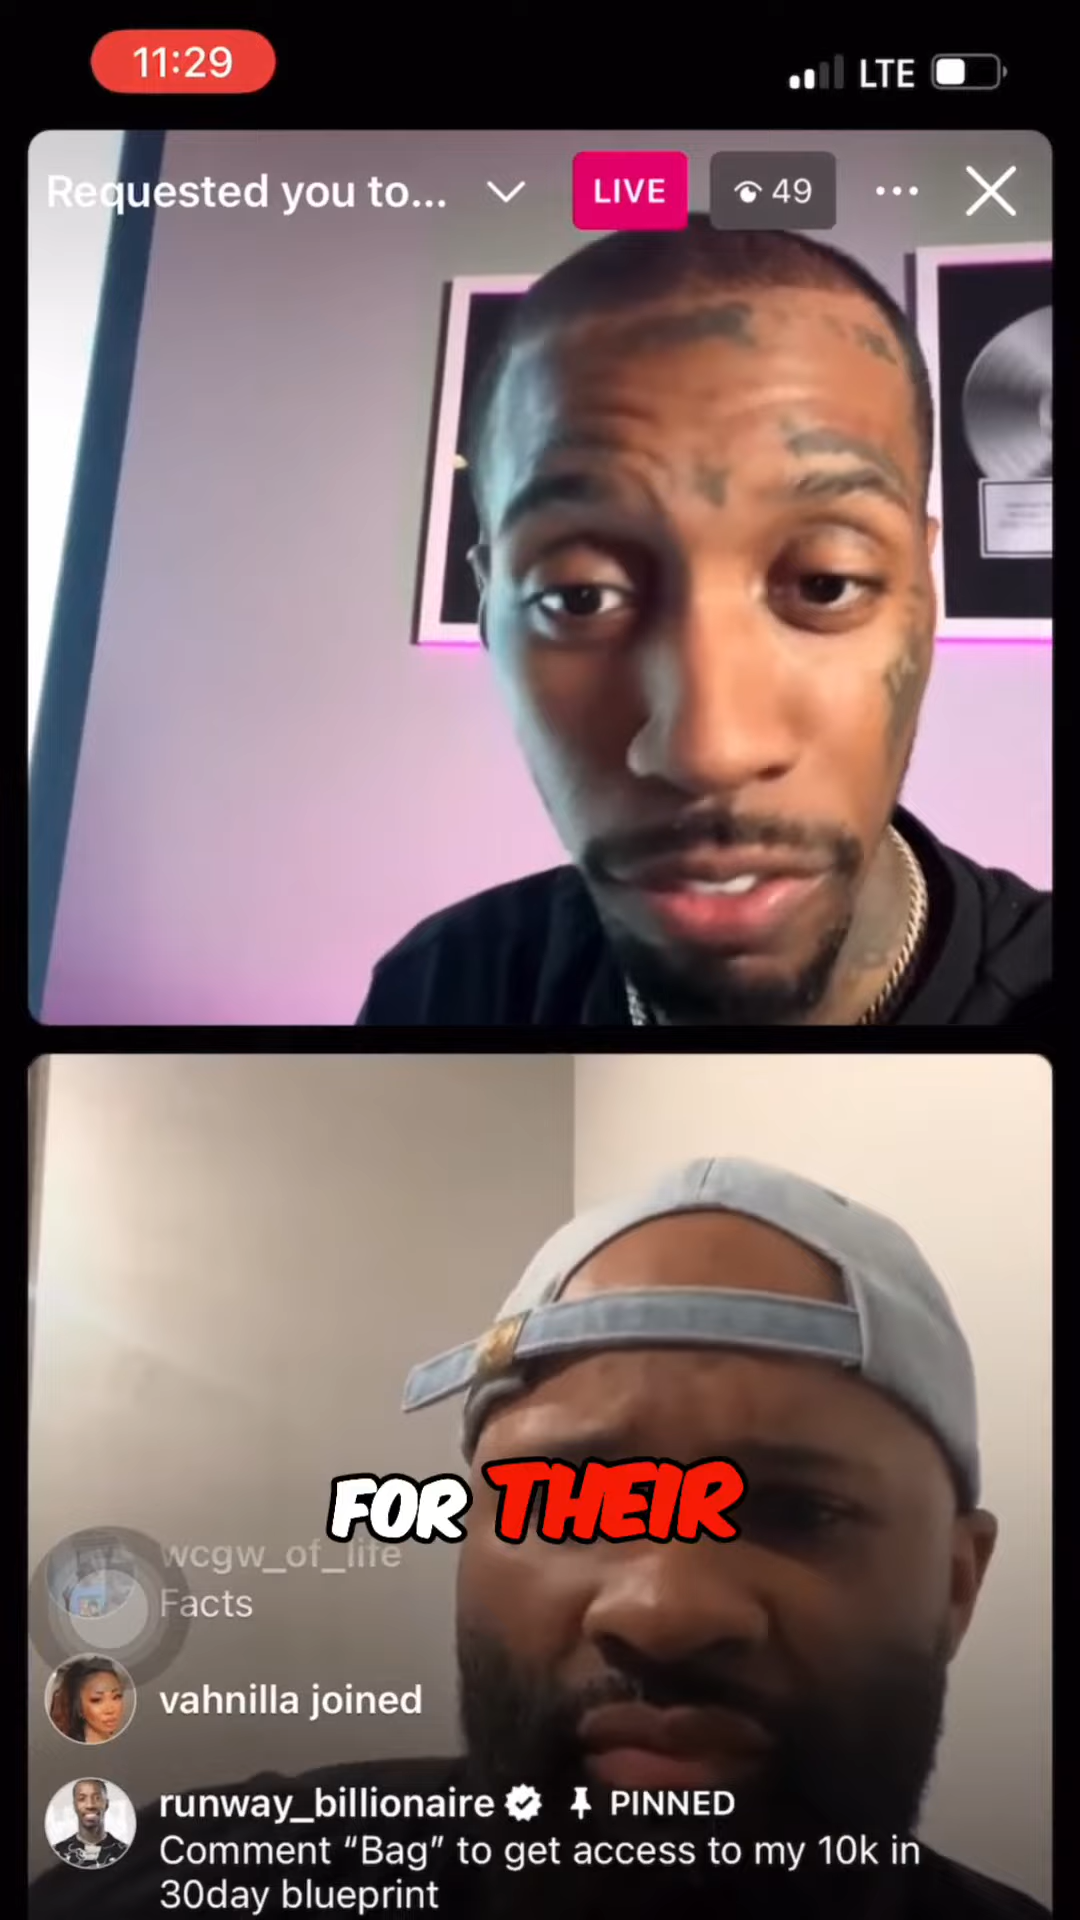 11:29
LTE
Requested you to...
LIVE
49
FOR THEIR
wcgw_of_life
Facts
vahnilla joined
runway_billionaire PINNED
Comment “Bag” to get access to my 10k in
30day blueprint